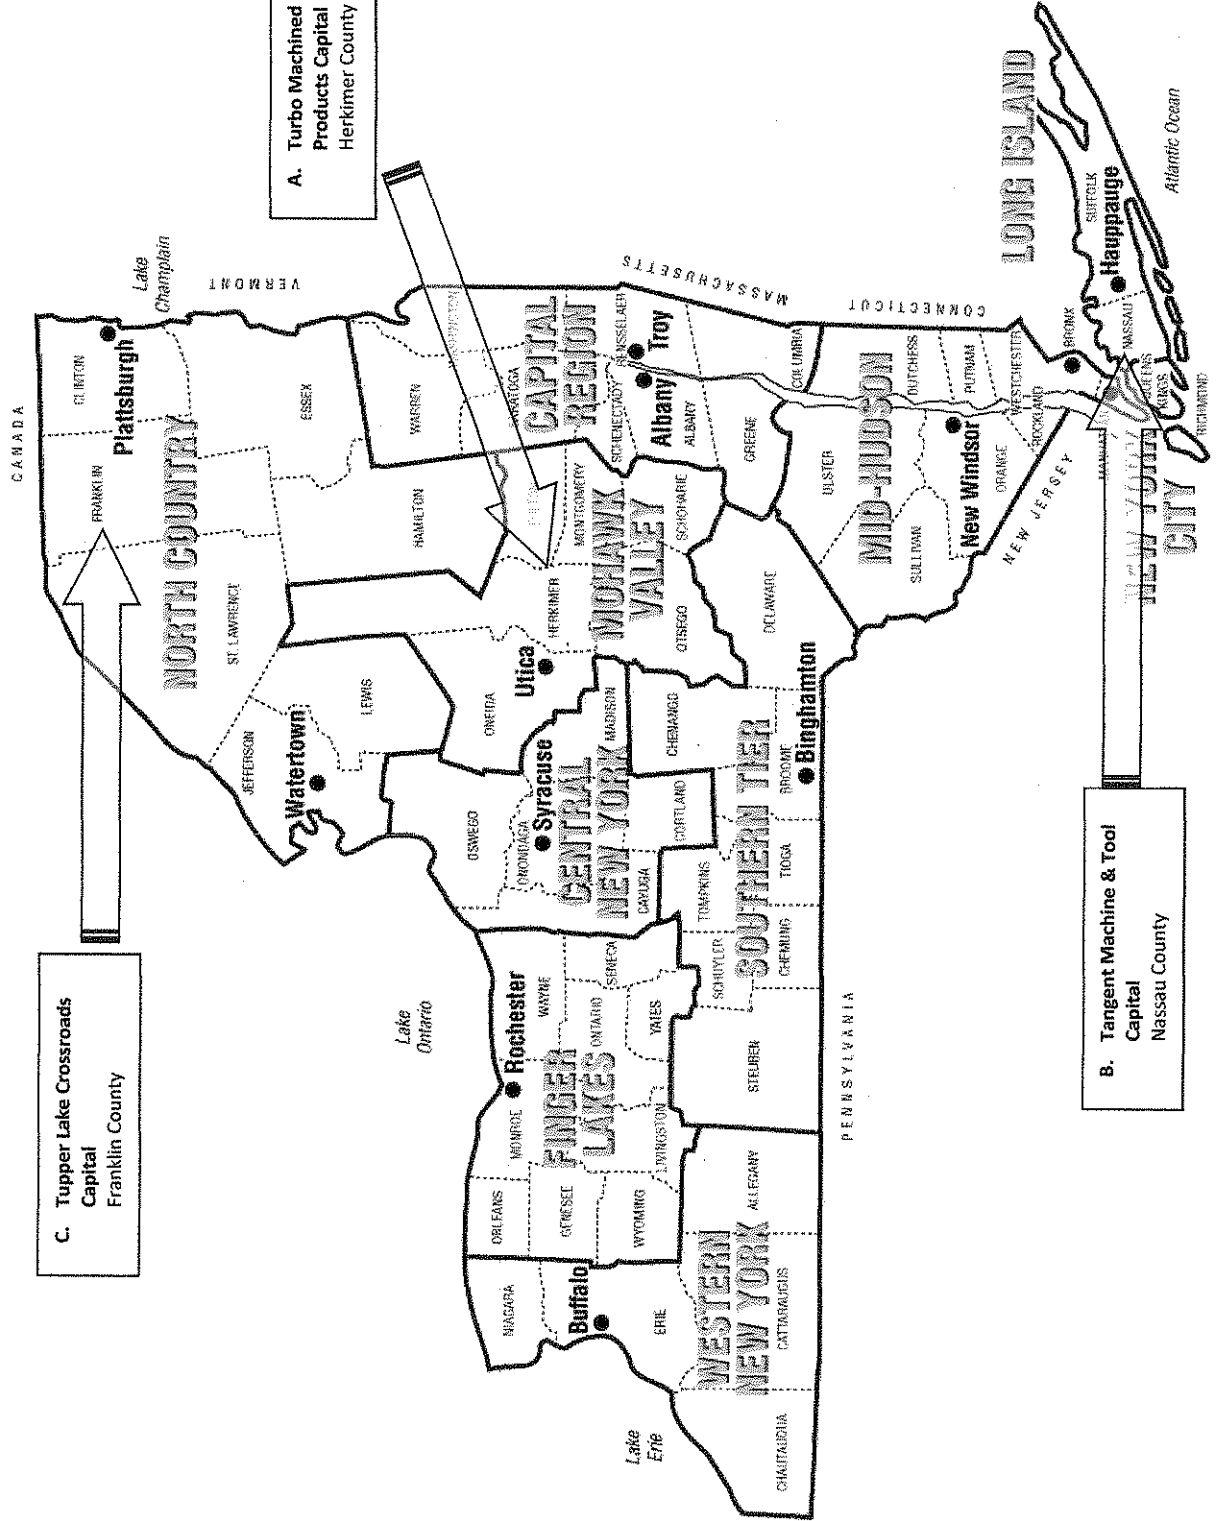 C. Tupper Lake Crossroads
Capital
Franklin County
A. Turbo Machined
Products Capital
Herkimer County
B. Tangent Machine & Tool
Capital
Nassau County
CANADA
Lake
Champlain
VERMONT
MASSACHUSETTS
CONNECTICUT
NEW JERSEY
PENNSYLVANIA
Atlantic Ocean
Lake
Ontario
Lake
Erie
NORTH COUNTRY
CLINTON
Plattsburgh
FRANKLIN
ST. LAWRENCE
ESSEX
JEFFERSON
Watertown
LEWIS
HAMILTON
CAPITAL
REGION
WARREN
SARATOGA
SCHENECTADY
RENSSELAER
Troy
Albany
ALBANY
GREENE
COLUMBIA
MOHAWK
VALLEY
ONEIDA
Utica
HERKIMER
MONTGOMERY
SCHOHARIE
OTSEGO
CENTRAL
NEW YORK
OSWEGO
ONONDAGA
Syracuse
MADISON
CAYUGA
CORTLAND
FINGER
LAKES
ORLEANS
MONROE
Rochester
WAYNE
GENESEE
ONTARIO
SENECA
YATES
WYOMING
LIVINGSTON
WESTERN
NEW YORK
NIAGARA
Buffalo
ERIE
CHAUTAUQUA
CATTARAUGUS
ALLEGANY
SOUTHERN TIER
STEUBEN
SCHUYLER
CHEMUNG
TOMPKINS
TIOGA
BROOME
Binghamton
CHENANGO
DELAWARE
MID-HUDSON
ULSTER
SULLIVAN
DUTCHESS
PUTNAM
ORANGE
New Windsor
WESTCHESTER
ROCKLAND
NEW YORK
CITY
BRONX
QUEENS
KINGS
RICHMOND
LONG ISLAND
NASSAU
SUFFOLK
Hauppauge